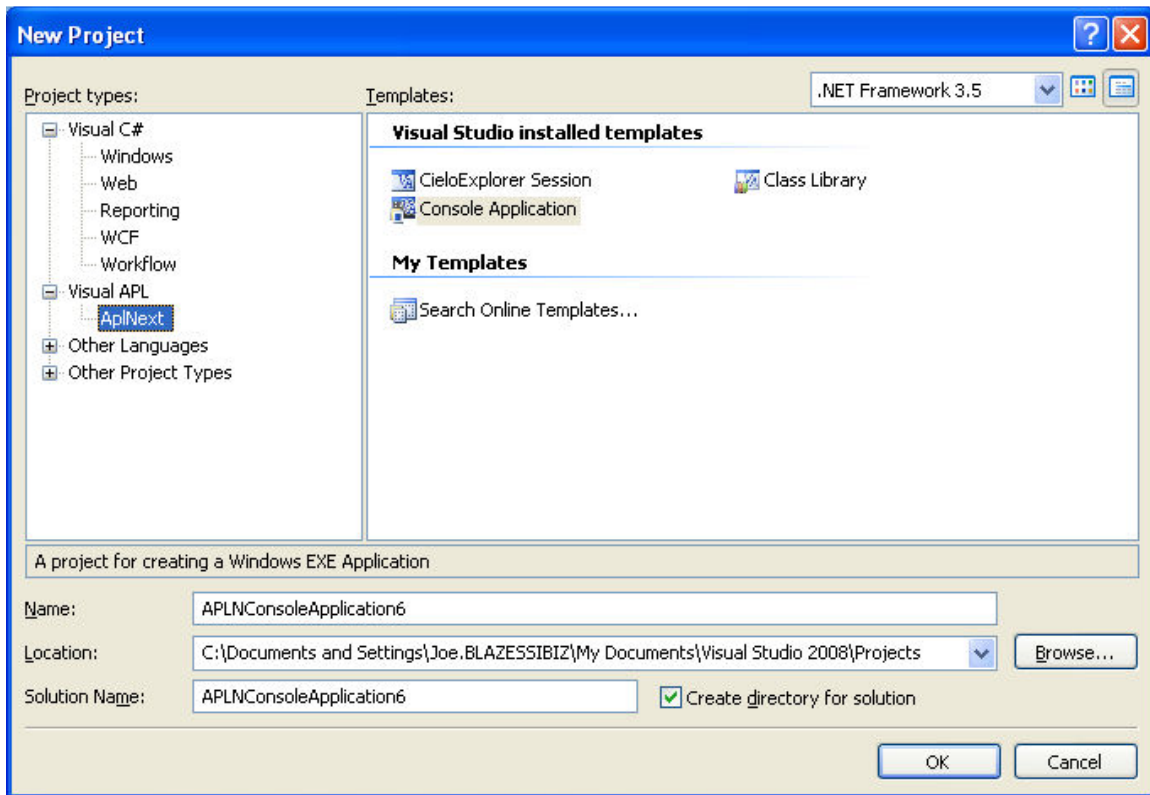 New Project
Project types:
Templates:
.NET Framework 3.5
Visual C#
Windows
Web
Reporting
WCF
Workflow
Visual APL
AplNext
Other Languages
Other Project Types
Visual Studio installed templates
CieloExplorer Session
Class Library
Console Application
My Templates
Search Online Templates...
A project for creating a Windows EXE Application
Name:
APLNConsoleApplication6
Location:
C:\Documents and Settings\Joe.BLAZESSIBIZ\My Documents\Visual Studio 2008\Projects
Browse...
Solution Name:
APLNConsoleApplication6
Create directory for solution
OK
Cancel